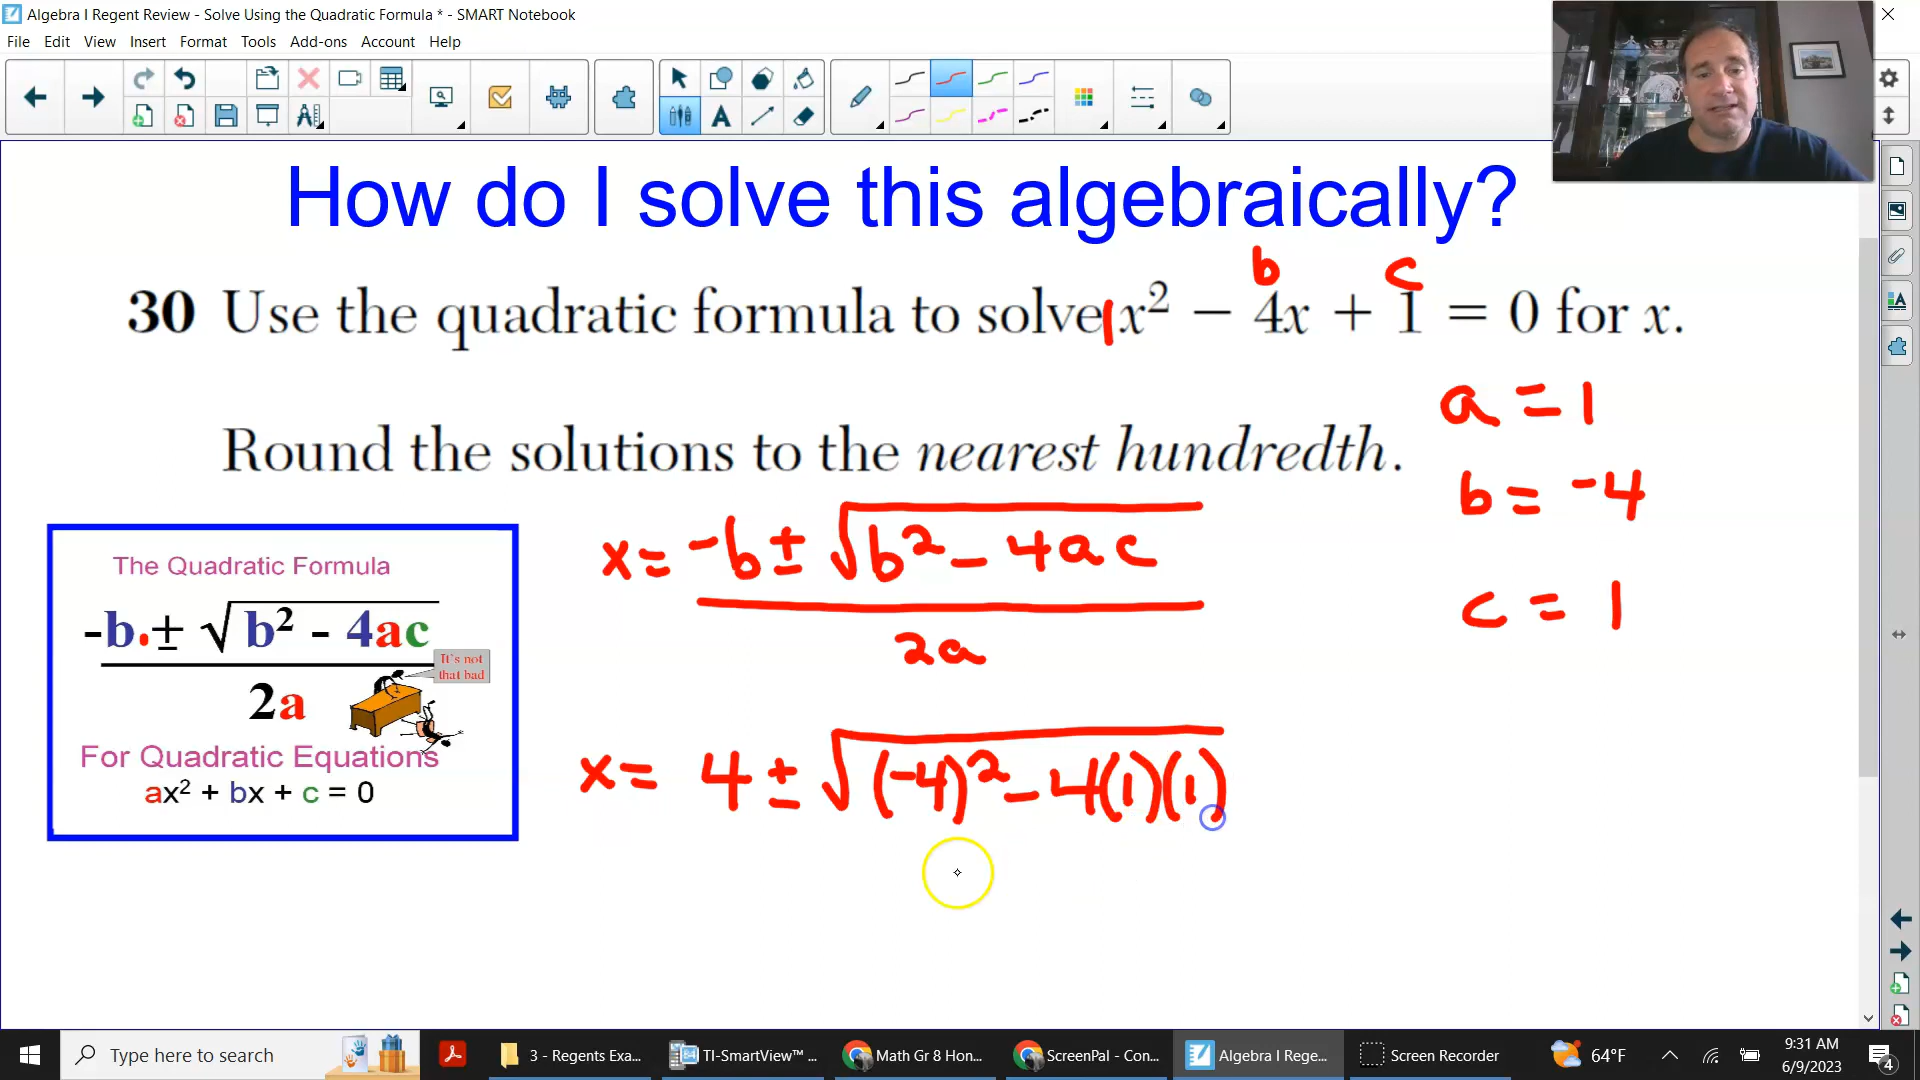 Algebra I Regent Review - Solve Using the Quadratic Formula * - SMART Notebook
File Edit View Insert Format Tools Add-ons Account Help
How do I solve this algebraically?
b c
30 Use the quadratic formula to solve 1x² − 4x + 1 = 0 for x.
a = 1
Round the solutions to the nearest hundredth.
b = -4
x = -b ± √b² - 4ac
2a
c = 1
The Quadratic Formula
-b.± √b² - 4ac
It's not
that bad
2a
For Quadratic Equations
ax² + bx + c = 0
x = 4 ± √(-4)² - 4(1)(1)
Type here to search
3 - Regents Exa...
TI-SmartView™ ...
Math Gr 8 Hon...
ScreenPal - Con...
Algebra I Rege...
Screen Recorder
64°F
9:31 AM
6/9/2023
4